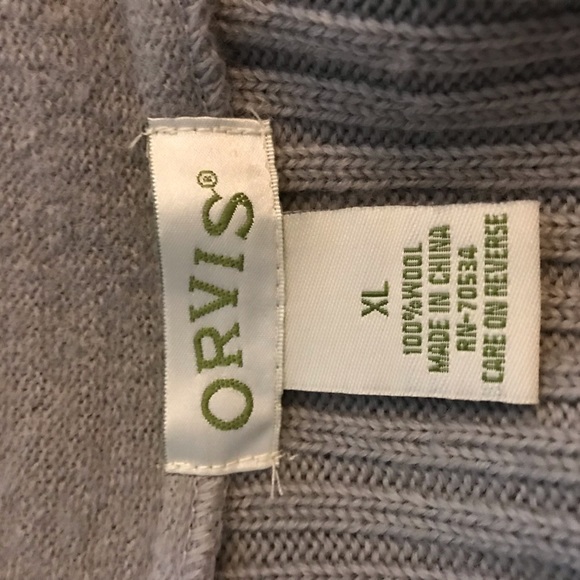 ORVIS®
XL
100% WOOL
MADE IN CHINA
RN-70534
CARE ON REVERSE